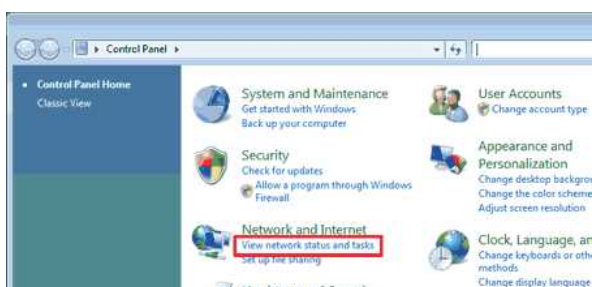 Control Panel
Control Panel Home
Classic View
System and Maintenance
Get started with Windows
Back up your computer
Security
Check for updates
Allow a program through Windows
Firewall
Network and Internet
View network status and tasks
Set up file sharing
User Accounts
Change account type
Appearance and
Personalization
Change desktop backgrou
Change the color scheme
Adjust screen resolution
Clock, Language, an
Change keyboards or othe
methods
Change display language